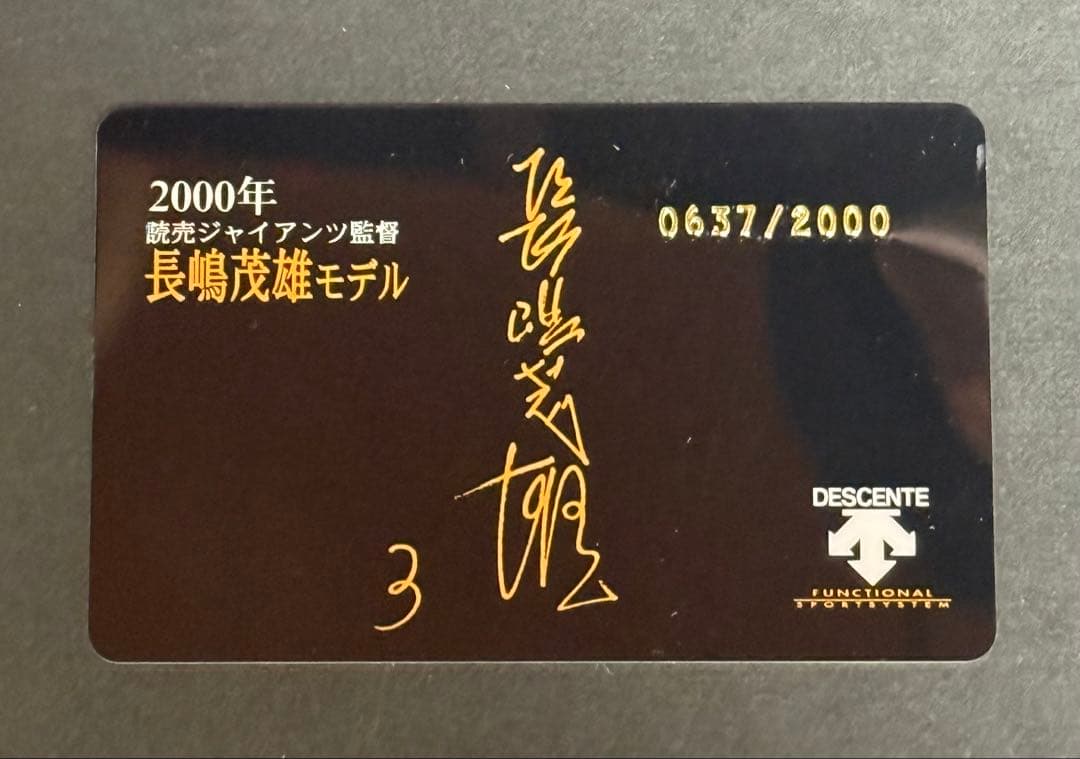 2000年
読売ジャイアンツ監督
長嶋茂雄モデル
長嶋茂雄
3
0637/2000
DESCENTE
FUNCTIONAL
SPORTSYSTEM